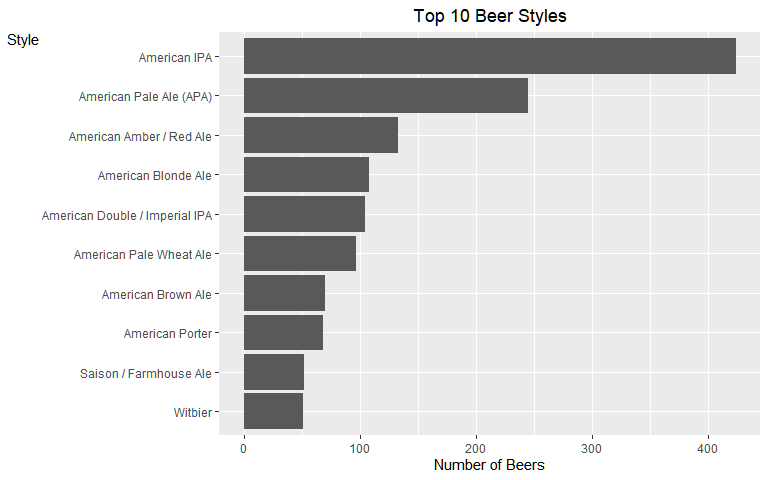 Top 10 Beer Styles
Style
American IPA
American Pale Ale (APA)
American Amber / Red Ale
American Blonde Ale
American Double / Imperial IPA
American Pale Wheat Ale
American Brown Ale
American Porter
Saison / Farmhouse Ale
Witbier
0 100 200 300 400
Number of Beers